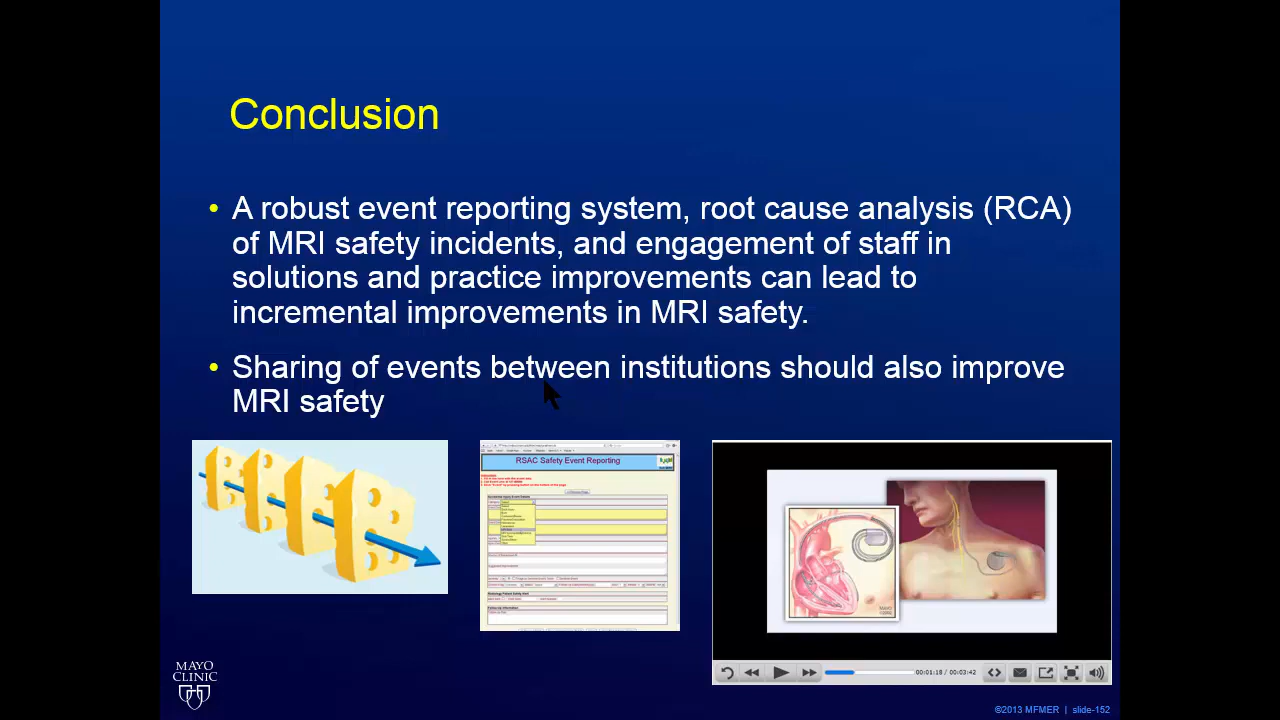 Conclusion
• A robust event reporting system, root cause analysis (RCA)
of MRI safety incidents, and engagement of staff in
solutions and practice improvements can lead to
incremental improvements in MRI safety.
• Sharing of events between institutions should also improve
MRI safety
RSAC Safety Event Reporting
MAYO
©2002
00:01:18 / 00:03:42
MAYO
CLINIC
©2013 MFMER | slide-152